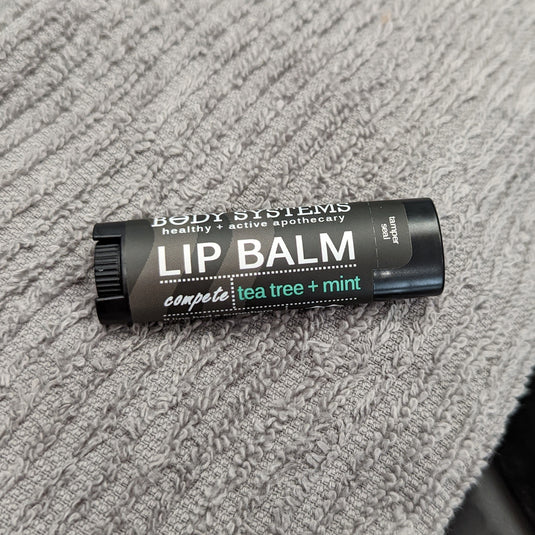 BODY SYSTEMS
healthy + active apothecary
LIP BALM
compete
tea tree + mint
tamper
seal